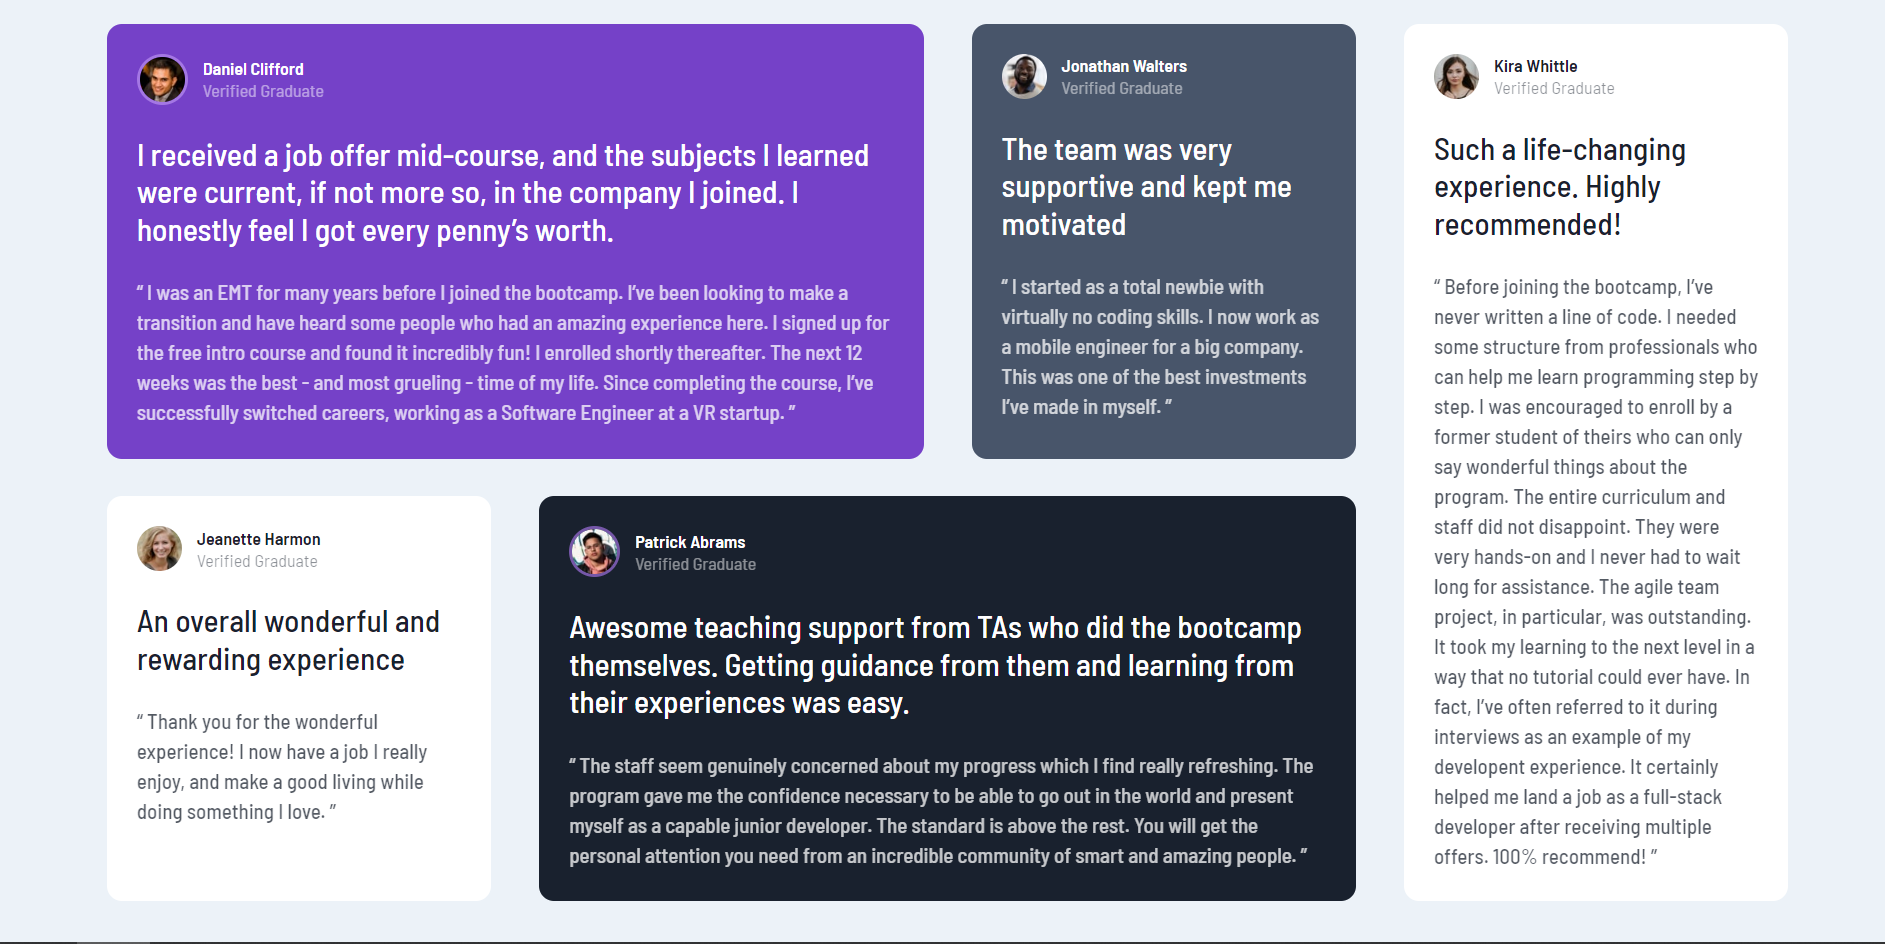 Daniel Clifford
Verified Graduate
I received a job offer mid-course, and the subjects I learned
were current, if not more so, in the company I joined. I
honestly feel I got every penny’s worth.
“ I was an EMT for many years before I joined the bootcamp. I’ve been looking to make a
transition and have heard some people who had an amazing experience here. I signed up for
the free intro course and found it incredibly fun! I enrolled shortly thereafter. The next 12
weeks was the best - and most grueling - time of my life. Since completing the course, I’ve
successfully switched careers, working as a Software Engineer at a VR startup. ”
Jonathan Walters
Verified Graduate
The team was very
supportive and kept me
motivated
“ I started as a total newbie with
virtually no coding skills. I now work as
a mobile engineer for a big company.
This was one of the best investments
I’ve made in myself. ”
Kira Whittle
Verified Graduate
Such a life-changing
experience. Highly
recommended!
“ Before joining the bootcamp, I’ve
never written a line of code. I needed
some structure from professionals who
can help me learn programming step by
step. I was encouraged to enroll by a
former student of theirs who can only
say wonderful things about the
program. The entire curriculum and
staff did not disappoint. They were
very hands-on and I never had to wait
long for assistance. The agile team
project, in particular, was outstanding.
It took my learning to the next level in a
way that no tutorial could ever have. In
fact, I’ve often referred to it during
interviews as an example of my
developent experience. It certainly
helped me land a job as a full-stack
developer after receiving multiple
offers. 100% recommend! ”
Jeanette Harmon
Verified Graduate
An overall wonderful and
rewarding experience
“ Thank you for the wonderful
experience! I now have a job I really
enjoy, and make a good living while
doing something I love. ”
Patrick Abrams
Verified Graduate
Awesome teaching support from TAs who did the bootcamp
themselves. Getting guidance from them and learning from
their experiences was easy.
“ The staff seem genuinely concerned about my progress which I find really refreshing. The
program gave me the confidence necessary to be able to go out in the world and present
myself as a capable junior developer. The standard is above the rest. You will get the
personal attention you need from an incredible community of smart and amazing people. ”